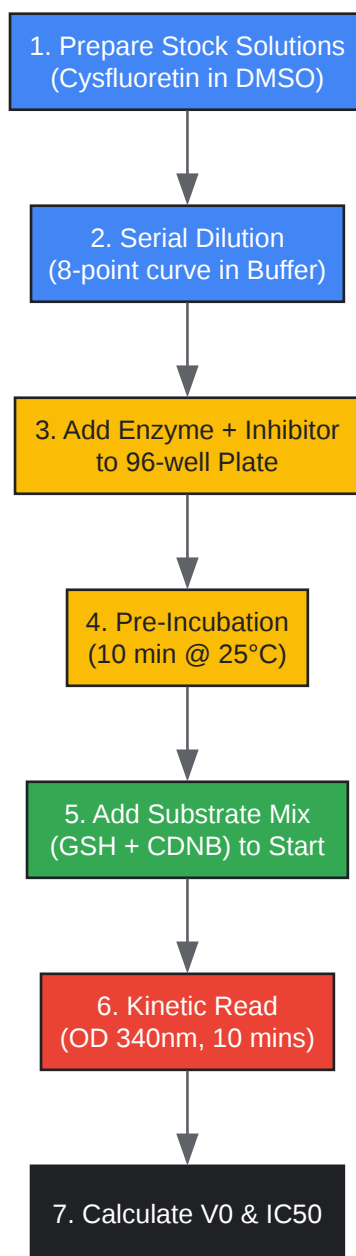 1. Prepare Stock Solutions
(Cysfluoretin in DMSO)
2. Serial Dilution
(8-point curve in Buffer)
3. Add Enzyme + Inhibitor
to 96-well Plate
4. Pre-Incubation
(10 min @ 25°C)
5. Add Substrate Mix
(GSH + CDNB) to Start
6. Kinetic Read
(OD 340nm, 10 mins)
7. Calculate V0 & IC50